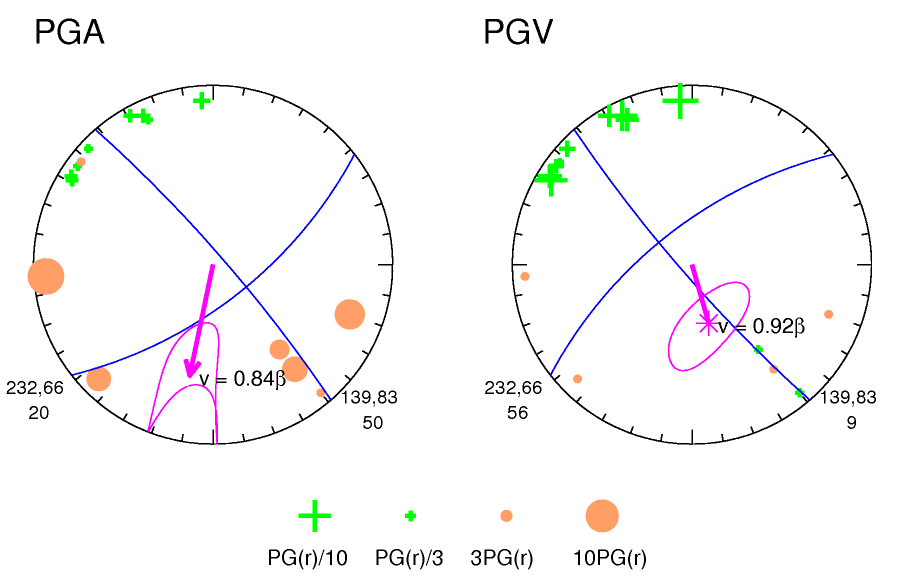 PGA
PGV
v = 0.84β
v = 0.92β
232,66
20
139,83
50
232,66
56
139,83
9
PG(r)/10
PG(r)/3
3PG(r)
10PG(r)